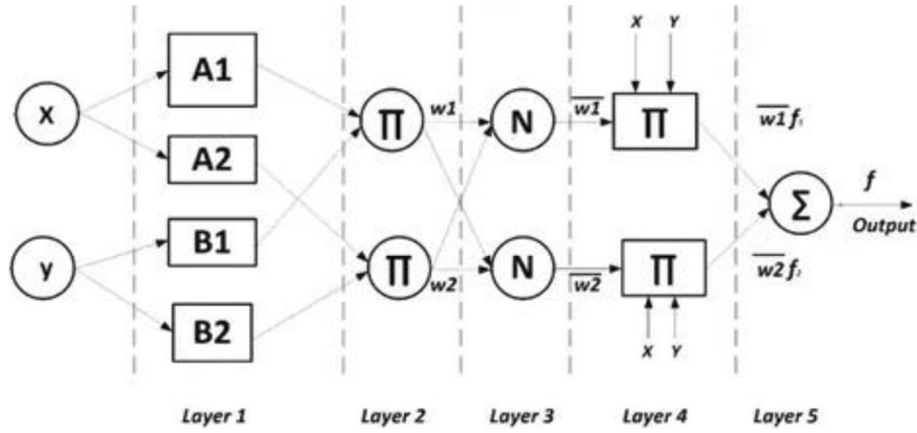 X Y
A1
x
w1 w1 w1 f₁
Π N Π
A2
f
Σ
B1
Output
y
Π w2 N w2 Π w2 f₂
B2
X Y
Layer 1 Layer 2 Layer 3 Layer 4 Layer 5